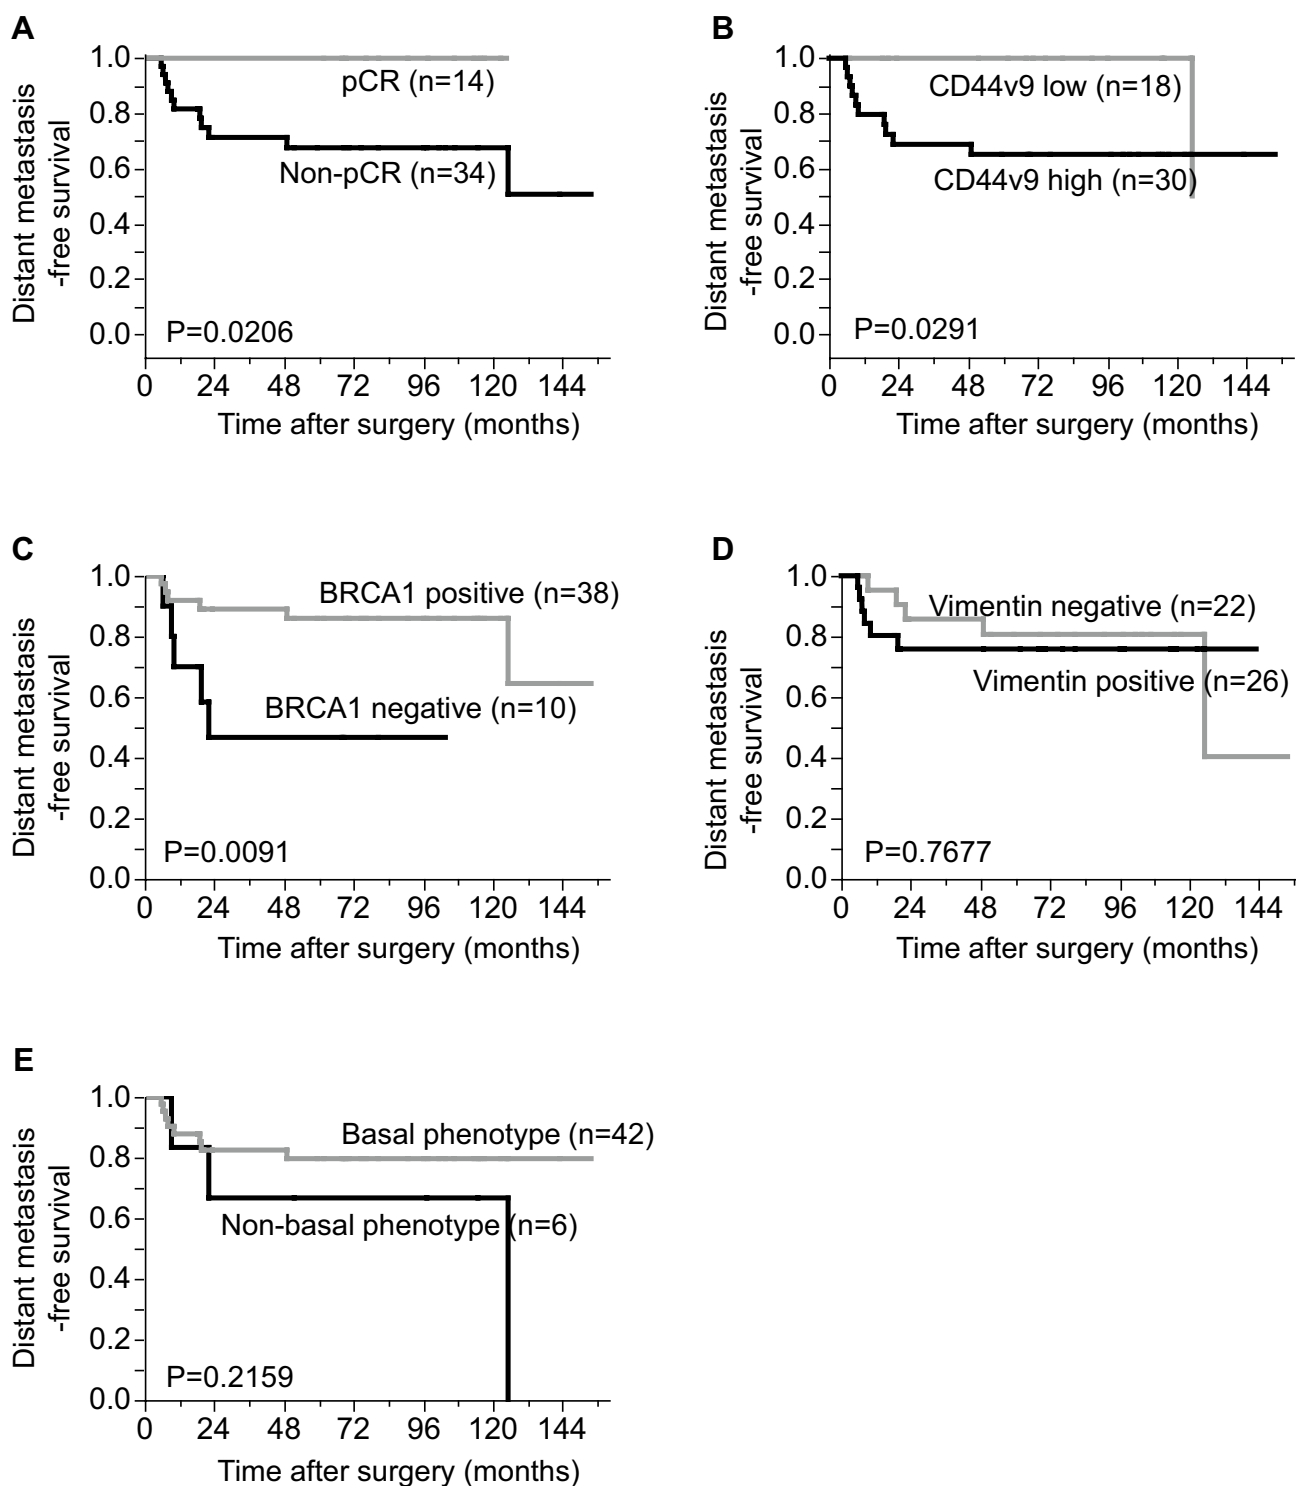 A
Distant metastasis
-free survival
1.0
0.8
0.6
0.4
0.2
0.0
pCR (n=14)
Non-pCR (n=34)
P=0.0206
0 24 48 72 96 120 144
Time after surgery (months)
B
Distant metastasis
-free survival
1.0
0.8
0.6
0.4
0.2
0.0
CD44v9 low (n=18)
CD44v9 high (n=30)
P=0.0291
0 24 48 72 96 120 144
Time after surgery (months)
C
Distant metastasis
-free survival
1.0
0.8
0.6
0.4
0.2
0.0
BRCA1 positive (n=38)
BRCA1 negative (n=10)
P=0.0091
0 24 48 72 96 120 144
Time after surgery (months)
D
Distant metastasis
-free survival
1.0
0.8
0.6
0.4
0.2
0.0
Vimentin negative (n=22)
Vimentin positive (n=26)
P=0.7677
0 24 48 72 96 120 144
Time after surgery (months)
E
Distant metastasis
-free survival
1.0
0.8
0.6
0.4
0.2
0.0
Basal phenotype (n=42)
Non-basal phenotype (n=6)
P=0.2159
0 24 48 72 96 120 144
Time after surgery (months)